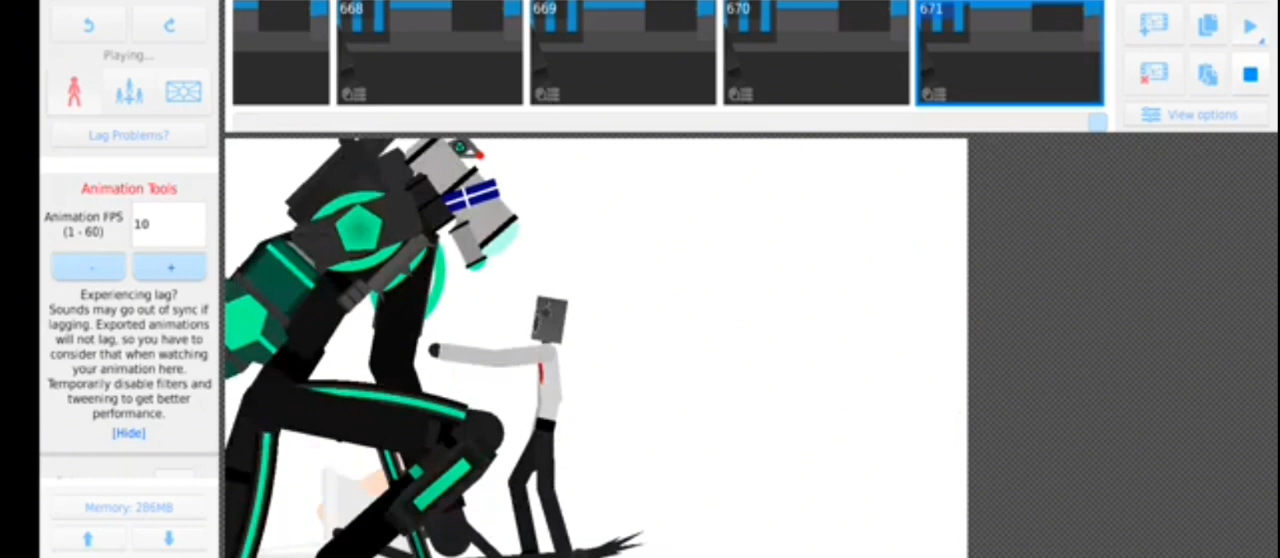 668
669
670
671
Playing...
Lag Problems?
View options
Animation Tools
Animation FPS
(1 - 60)
10
-
+
Experiencing lag?
Sounds may go out of sync if
lagging. Exported animations
will not lag, so you have to
consider that when watching
your animation here.
Temporarily disable filters and
tweening to get better
performance.
[Hide]
Memory: 286MB